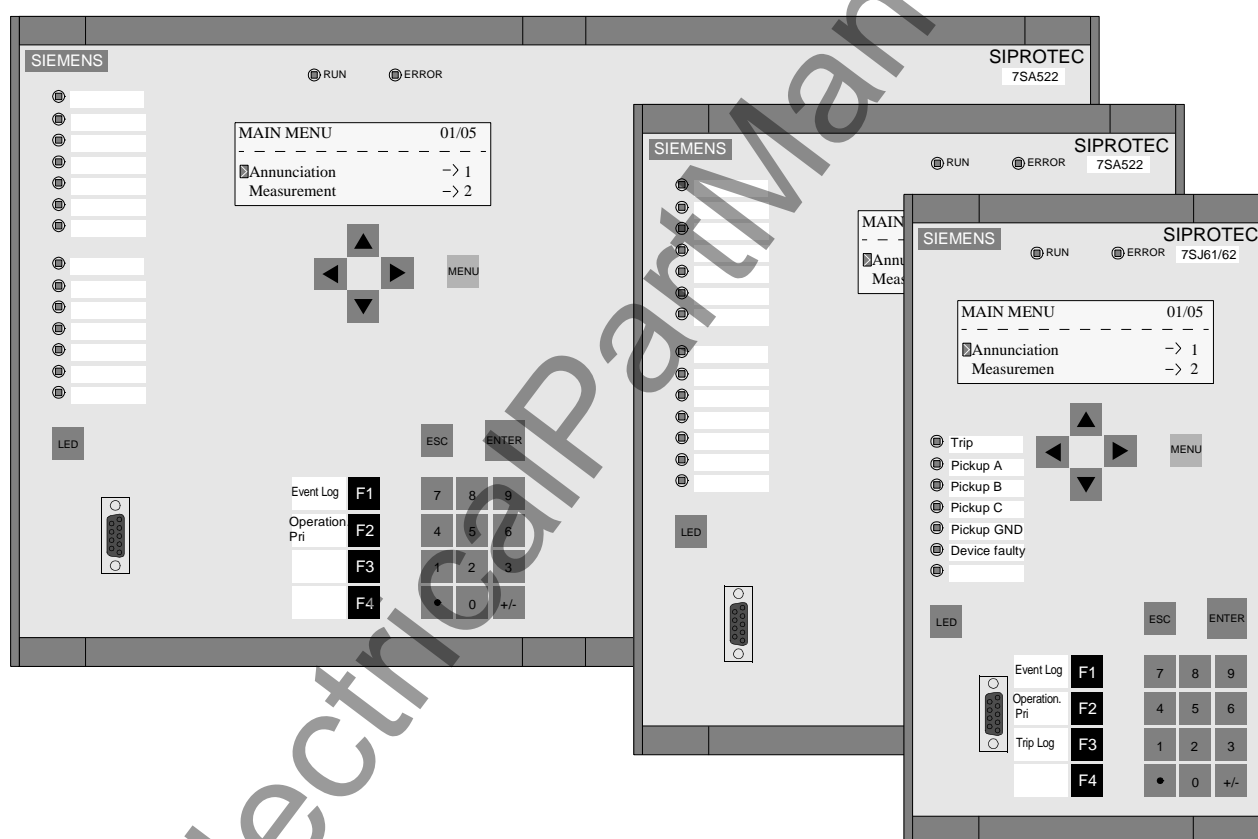 SIEMENS
RUN
ERROR
SIPROTEC
7SA522
MAIN MENU 01/05
Annunciation -> 1
Measurement -> 2
MENU
LED
ESC
ENTER
Event Log F1
7 8 9
Operation.
Pri
F2
4 5 6
F3
1 2 3
F4
• 0 +/-
SIEMENS
RUN
ERROR
SIPROTEC
7SA522
MAIN
Annu
Meas
LED
SIEMENS
RUN
ERROR
SIPROTEC
7SJ61/62
MAIN MENU 01/05
Annunciation -> 1
Measuremen -> 2
MENU
Trip
Pickup A
Pickup B
Pickup C
Pickup GND
Device faulty
LED
ESC
ENTER
Event Log F1
7 8 9
Operation.
Pri
F2
4 5 6
Trip Log F3
1 2 3
F4
• 0 +/-
lectricalPartMan